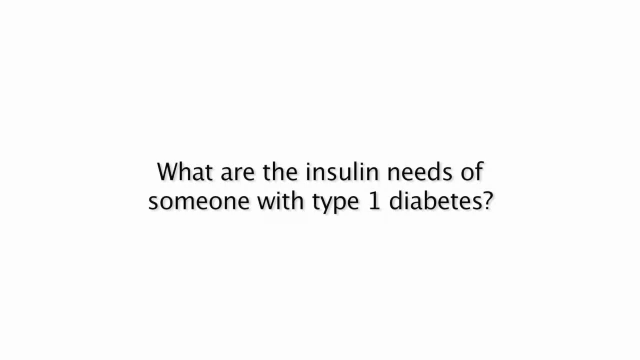 What are the insulin needs of
someone with type 1 diabetes?